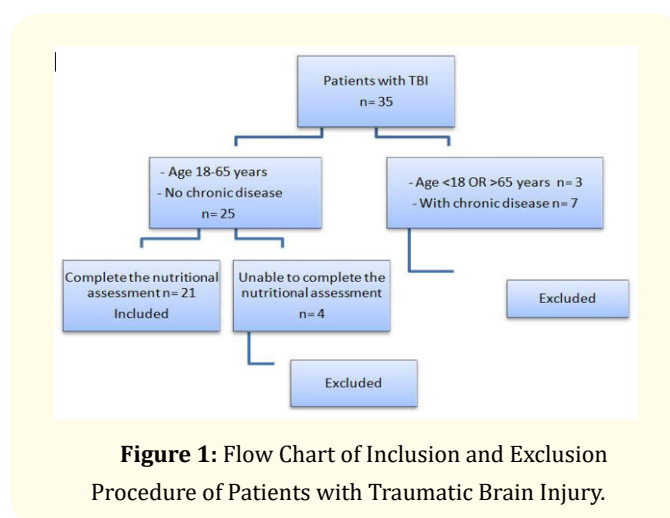 Patients with TBI
n= 35
- Age 18-65 years
- No chronic disease
n= 25
- Age <18 OR >65 years n= 3
- With chronic disease n= 7
Complete the nutritional
assessment n= 21
Included
Unable to complete the
nutritional assessment
n= 4
Excluded
Excluded
Figure 1: Flow Chart of Inclusion and Exclusion
Procedure of Patients with Traumatic Brain Injury.